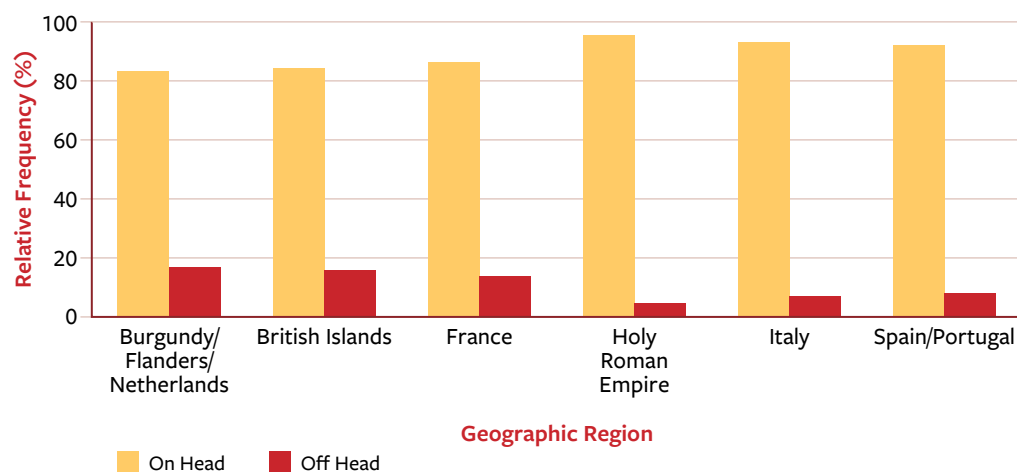 Relative Frequency (%)
100
80
60
40
20
0
Burgundy/
Flanders/
Netherlands
British Islands
France
Holy
Roman
Empire
Italy
Spain/Portugal
Geographic Region
On Head
Off Head